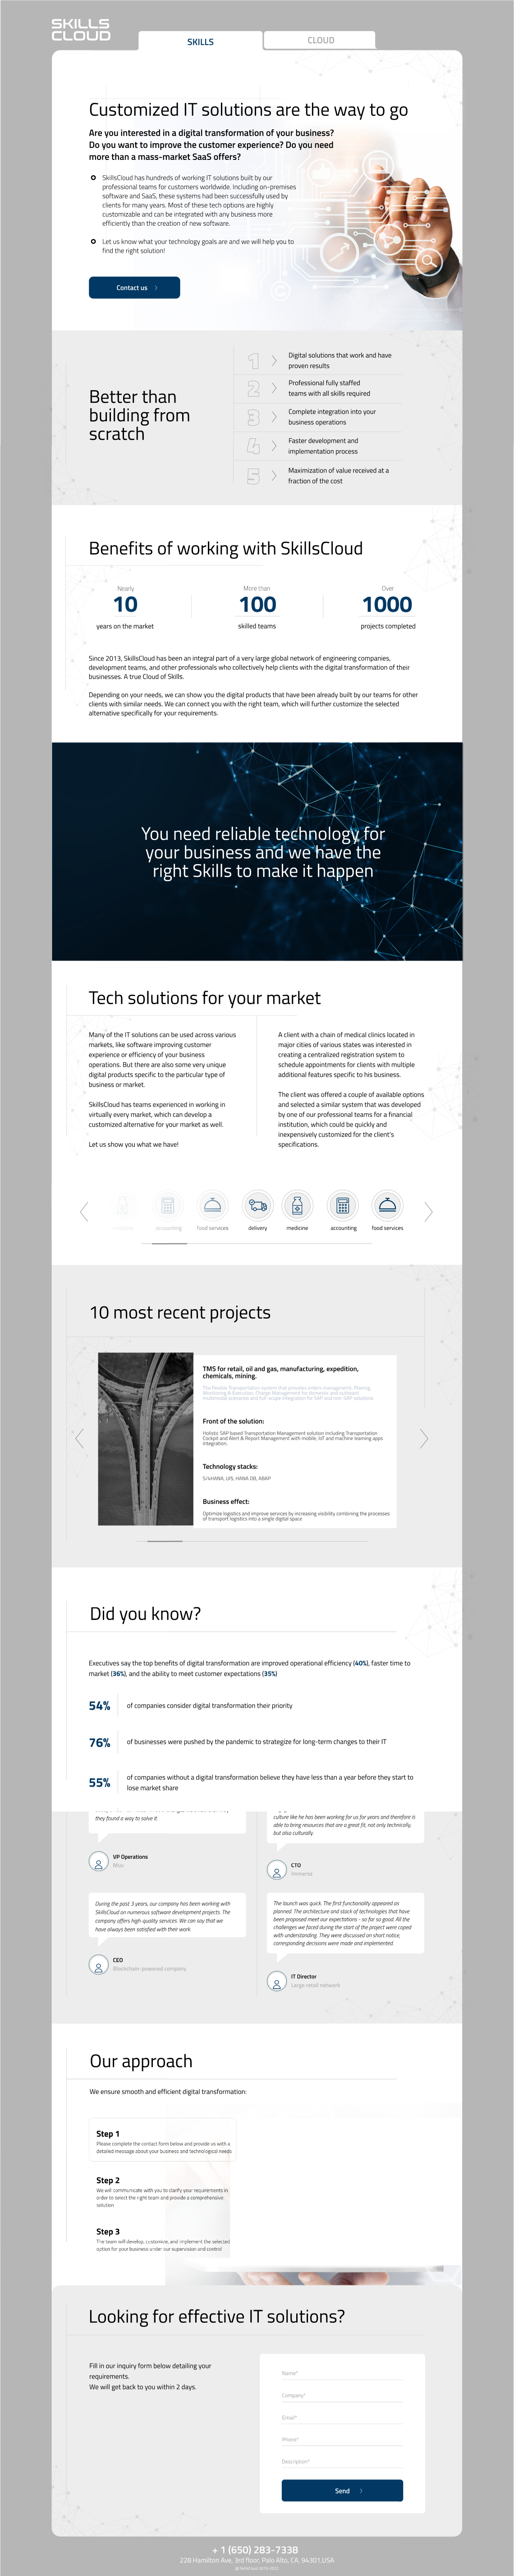 SKILLS
CLOUD
SKILLS
CLOUD
Customized IT solutions are the way to go
Are you interested in a digital transformation of your business?
Do you want to improve the customer experience? Do you need
more than a mass-market SaaS offers?
SkillsCloud has hundreds of working IT solutions built by our
professional teams for customers worldwide. Including on-premises
software and SaaS, these systems had been successfully used by
clients for many years. Most of these tech options are highly
customizable and can be integrated with any business more
efficiently than the creation of new software.
Let us know what your technology goals are and we will help you to
find the right solution!
Contact us
Better than
building from
scratch
1
Digital solutions that work and have
proven results
2
Professional fully staffed
teams with all skills required
3
Complete integration into your
business operations
4
Faster development and
implementation process
5
Maximization of value received at a
fraction of the cost
Benefits of working with SkillsCloud
Nearly
10
years on the market
More than
100
skilled teams
Over
1000
projects completed
Since 2013, SkillsCloud has been an integral part of a very large global network of engineering companies,
development teams, and other professionals who collectively help clients with the digital transformation of their
businesses. A true Cloud of Skills.
Depending on your needs, we can show you the digital products that have been already built by our teams for other
clients with similar needs. We can connect you with the right team, which will further customize the selected
alternative specifically for your requirements.
You need reliable technology for
your business and we have the
right Skills to make it happen
Tech solutions for your market
Many of the IT solutions can be used across various
markets, like software improving customer
experience or efficiency of your business
operations. But there are also some very unique
digital products specific to the particular type of
business or market.
SkillsCloud has teams experienced in working in
virtually every market, which can develop a
customized alternative for your market as well.
Let us show you what we have!
A client with a chain of medical clinics located in
major cities of various states was interested in
creating a centralized registration system to
schedule appointments for clients with multiple
additional features specific to his business.
The client was offered a couple of available options
and selected a similar system that was developed
by one of our professional teams for a financial
institution, which could be quickly and
inexpensively customized for the client's
specifications.
medicine
accounting
food services
delivery
medicine
accounting
food services
10 most recent projects
TMS for retail, oil and gas, manufacturing, expedition,
chemicals, mining.
The flexible Transportation system that provides orders management, Planing,
Monitoring & Execution, Charge Management for domestic and outboard
multimodal scenarios and full-scope integration for SAP and non-SAP solutions
Front of the solution:
Holistic SAP based Transportation Management solution including Transportation
Cockpit and Alert & Report Management with mobile, IoT and machine learning apps
integration.
Technology stacks:
S/4HANA, UI5, HANA DB, ABAP
Business effect:
Optimize logistics and improve services by increasing visibility combining the processes
of transport logistics into a single digital space
Did you know?
Executives say the top benefits of digital transformation are improved operational efficiency (40%), faster time to
market (36%), and the ability to meet customer expectations (35%)
54%
of companies consider digital transformation their priority
76%
of businesses were pushed by the pandemic to strategize for long-term changes to their IT
55%
of companies without a digital transformation believe they have less than a year before they start to
lose market share
they found a way to solve it.
VP Operations
Muv
culture like he has been working for us for years and therefore is
able to bring resources that are a great fit, not only technically,
but also culturally.
CTO
During the past 3 years, our company has been working with
SkillsCloud on numerous software development projects. The
company offers high-quality services. We can say that we
have always been satisfied with their work.
CEO
Blockchain-powered company
The launch was quick. The first functionality appeared as
planned. The architecture and stack of technologies that have
been proposed meet our expectations - so far so good. All the
challenges we faced during the start of the project were coped
with understanding. They were discussed on short notice,
corresponding decisions were made and implemented.
IT Director
Large retail network
Our approach
We ensure smooth and efficient digital transformation:
Step 1
Please complete the contact form below and provide us with a
detailed message about your business and technological needs
Step 2
We will communicate with you to clarify your requirements in
order to select the right team and provide a comprehensive
solution
Step 3
The team will develop, customize, and implement the selected
option for your business under our supervision and control
Looking for effective IT solutions?
Fill in our inquiry form below detailing your
requirements.
We will get back to you within 2 days.
Name*
Company*
Email*
Phone*
Description*
Send
+ 1 (650) 283-7338
228 Hamilton Ave, 3rd floor, Palo Alto, CA, 94301,USA
@ SkillsCloud 2013-2022